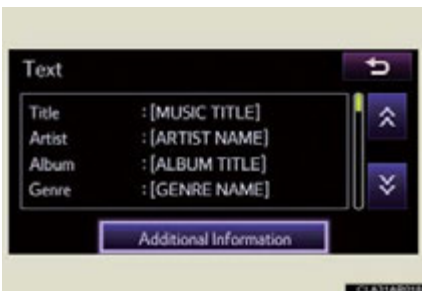 Text
Title : [MUSIC TITLE]
Artist : [ARTIST NAME]
Album : [ALBUM TITLE]
Genre : [GENRE NAME]
Additional Information